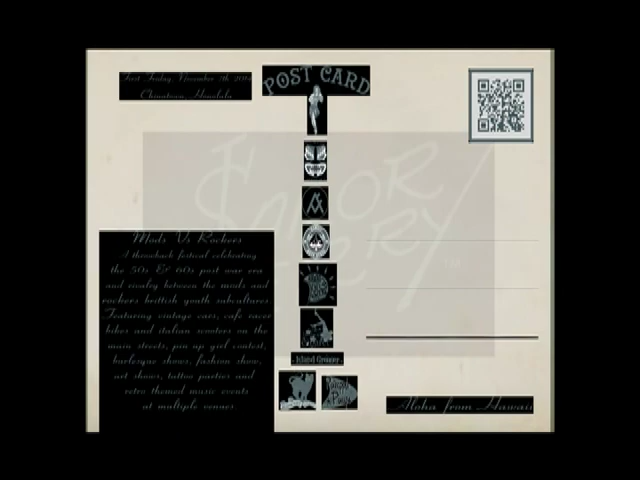 First Friday, November 7th 2014
Chinatown, Honolulu
POST CARD
Mods Vs Rockers
A throwback festival celebrating
the 50s & 60s post war era
and rivalry between the mods and
rockers british youth subcultures.
Featuring vintage cars, cafe racer
bikes and italian scooters on the
main streets, pin up girl contest,
burlesque shows, fashion show,
art shows, tattoo parties and
retro themed music events
at multiple venues.
TM
Island Greaser
Aloha from Hawaii